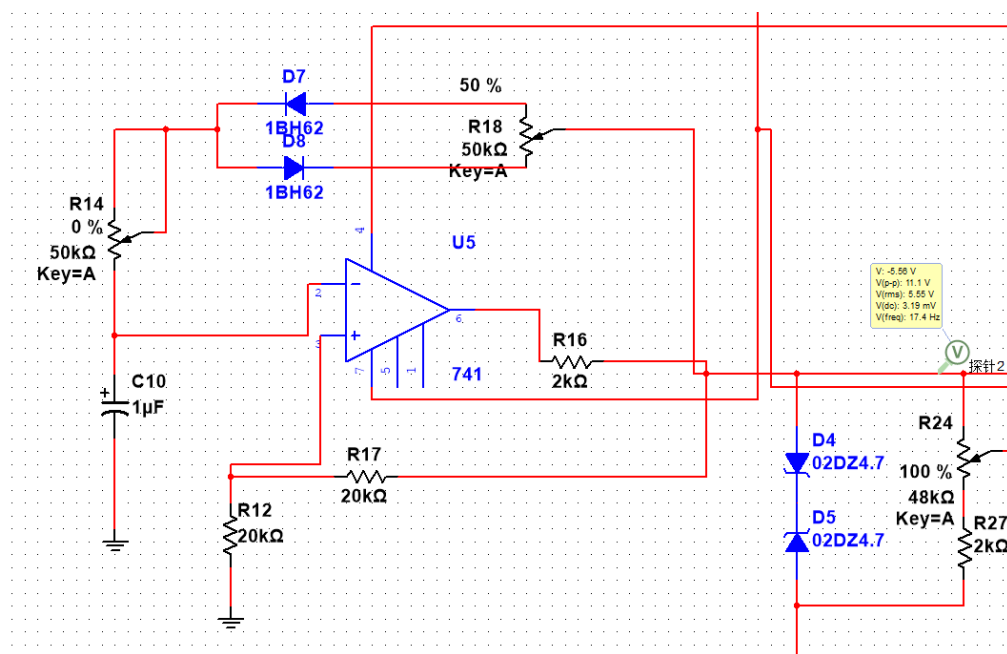 D7
1BH62
D8
1BH62
50 %
R18
50kΩ
Key=A
R14
0 %
50kΩ
Key=A
4
U5
2
3
6
7
5
1
741
R16
2kΩ
+
C10
1µF
R17
20kΩ
R12
20kΩ
V: -5.56 V
V(p-p): 11.1 V
V(rms): 5.55 V
V(dc): 3.19 mV
V(freq): 17.4 Hz
V
探针2
D4
02DZ4.7
D5
02DZ4.7
R24
100 %
48kΩ
Key=A
R27
2kΩ